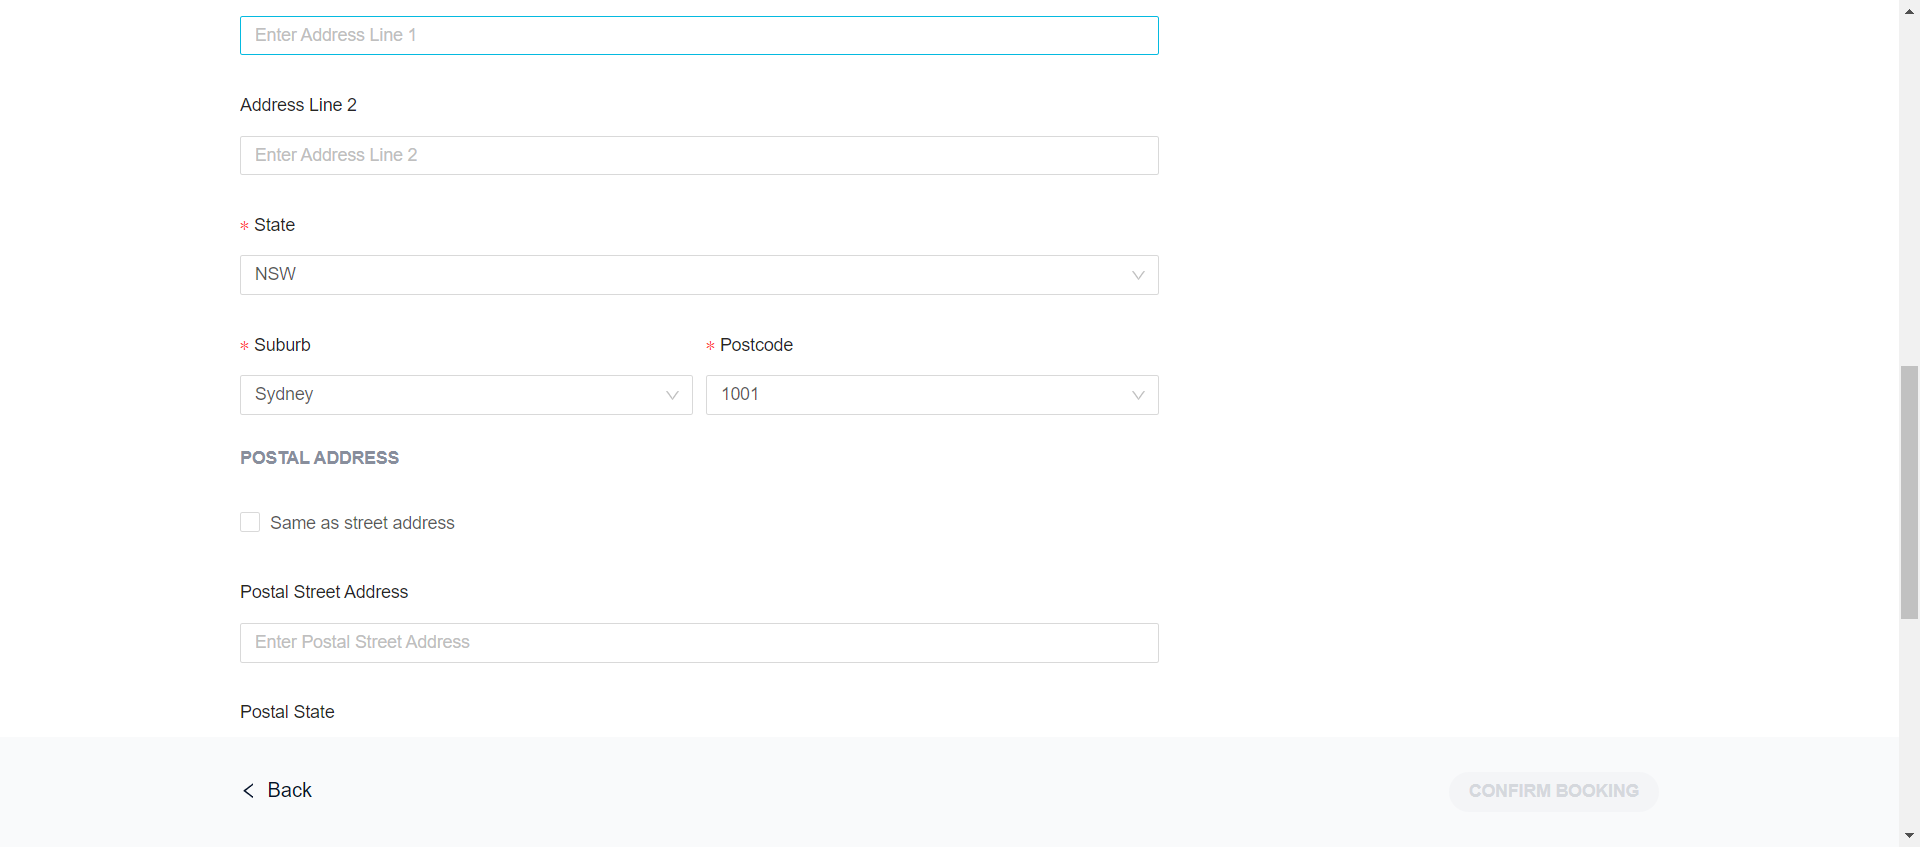 Enter Address Line 1
Address Line 2
Enter Address Line 2
* State
NSW
* Suburb
* Postcode
Sydney
1001
POSTAL ADDRESS
Same as street address
Postal Street Address
Enter Postal Street Address
Postal State
< Back
CONFIRM BOOKING